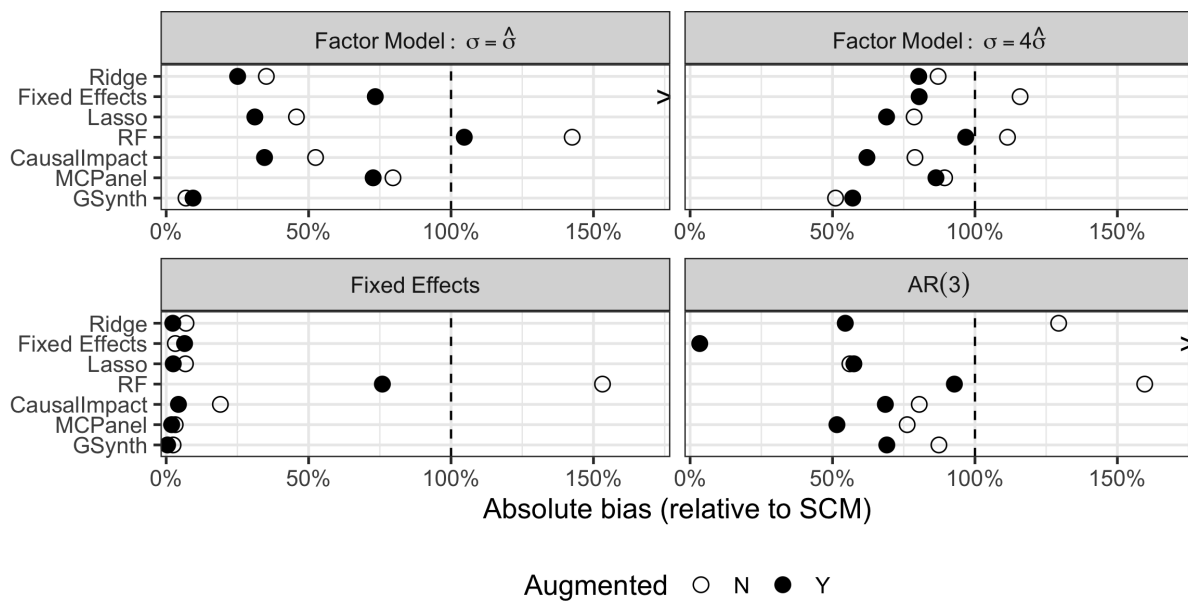 Factor Model : σ = σ̂
Factor Model : σ = 4σ̂
Ridge
Fixed Effects
Lasso
RF
CausalImpact
MCPanel
GSynth
>
0% 50% 100% 150%
0% 50% 100% 150%
Fixed Effects
AR(3)
Ridge
Fixed Effects
Lasso
RF
CausalImpact
MCPanel
GSynth
>
0% 50% 100% 150%
0% 50% 100% 150%
Absolute bias (relative to SCM)
Augmented N Y